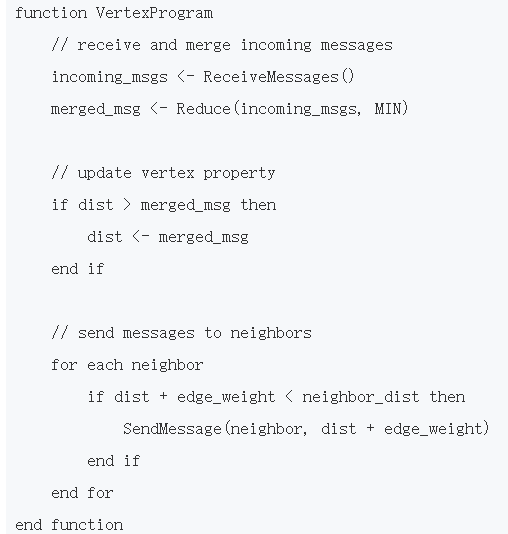 function VertexProgram
// receive and merge incoming messages
incoming_msgs <- ReceiveMessages()
merged_msg <- Reduce(incoming_msgs, MIN)
// update vertex property
if dist > merged_msg then
dist <- merged_msg
end if
// send messages to neighbors
for each neighbor
if dist + edge_weight < neighbor_dist then
SendMessage(neighbor, dist + edge_weight)
end if
end for
end function